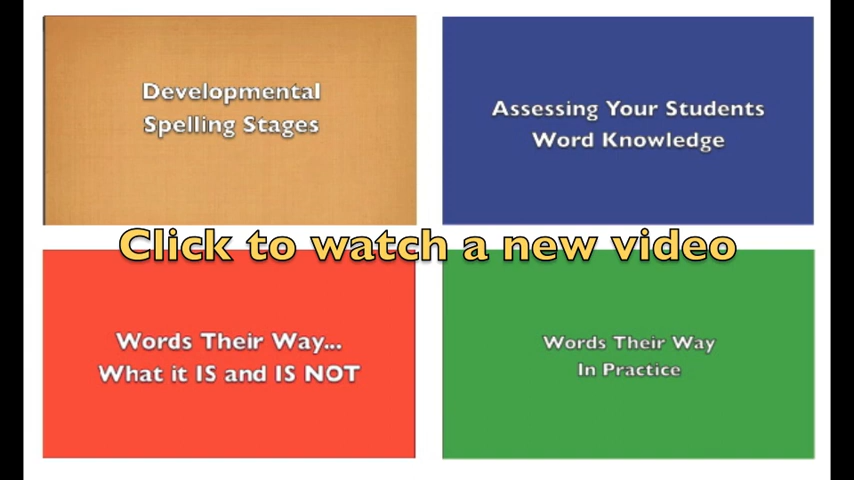 Developmental
Spelling Stages
Assessing Your Students
Word Knowledge
Click to watch a new video
Words Their Way...
What it IS and IS NOT
Words Their Way
In Practice